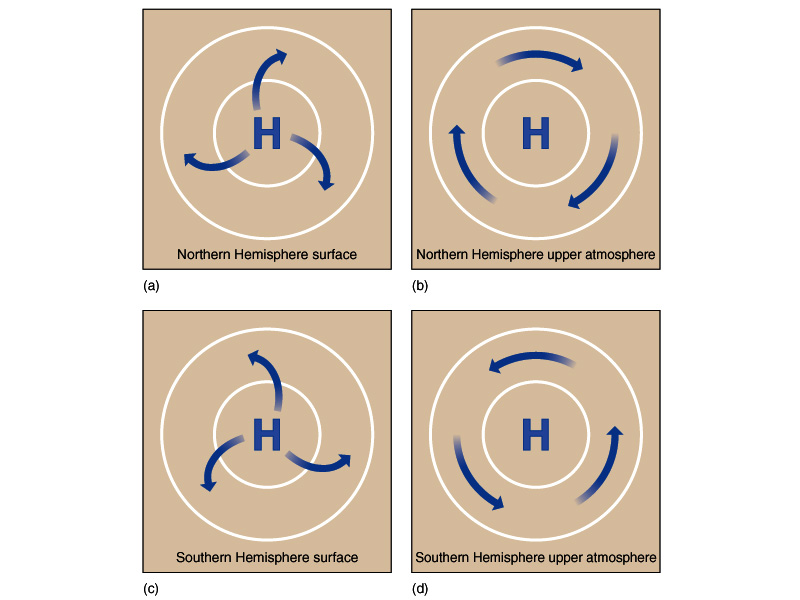 H
H
Northern Hemisphere surface
Northern Hemisphere upper atmosphere
(a)
(b)
H
H
Southern Hemisphere surface
Southern Hemisphere upper atmosphere
(c)
(d)